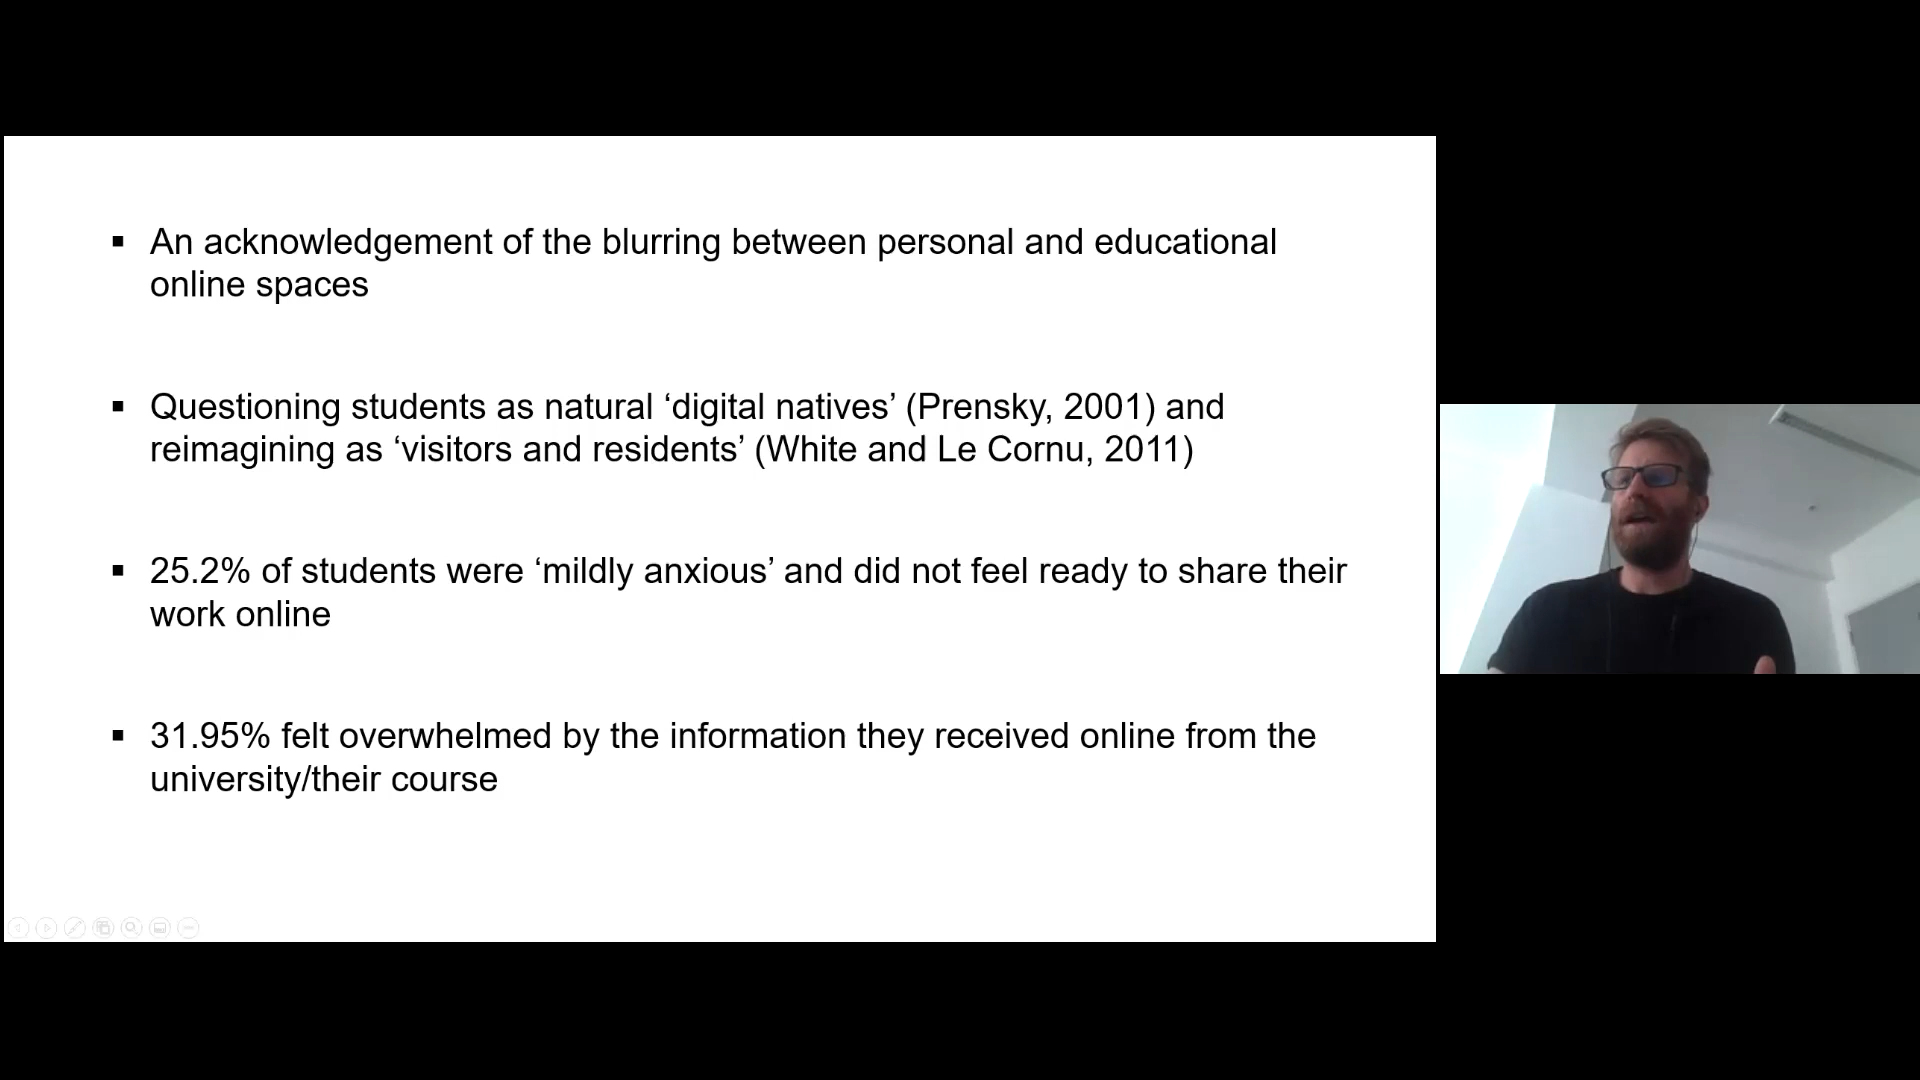 ▪ An acknowledgement of the blurring between personal and educational
online spaces
▪ Questioning students as natural ‘digital natives’ (Prensky, 2001) and
reimagining as ‘visitors and residents’ (White and Le Cornu, 2011)
▪ 25.2% of students were ‘mildly anxious’ and did not feel ready to share their
work online
▪ 31.95% felt overwhelmed by the information they received online from the
university/their course